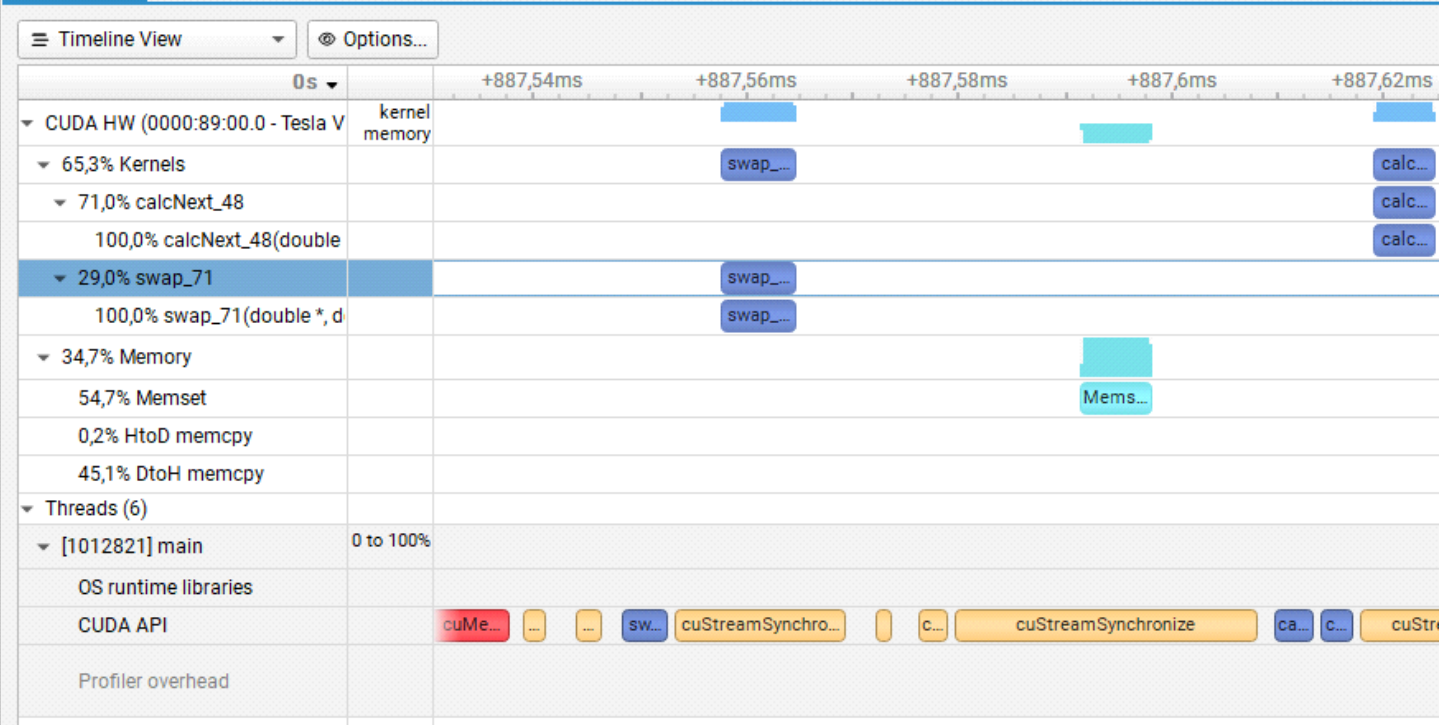 Timeline View Options...
0s +887,54ms +887,56ms +887,58ms +887,6ms +887,62ms
CUDA HW (0000:89:00.0 - Tesla V kernel
memory
65,3% Kernels swap_... calc...
71,0% calcNext_48 calc...
100,0% calcNext_48(double calc...
29,0% swap_71 swap_...
100,0% swap_71(double *, d swap_...
34,7% Memory
54,7% Memset Mems...
0,2% HtoD memcpy
45,1% DtoH memcpy
Threads (6)
[1012821] main 0 to 100%
OS runtime libraries
CUDA API cuMe... ... ... sw... cuStreamSynchro... c... cuStreamSynchronize ca... c... cuStr
Profiler overhead